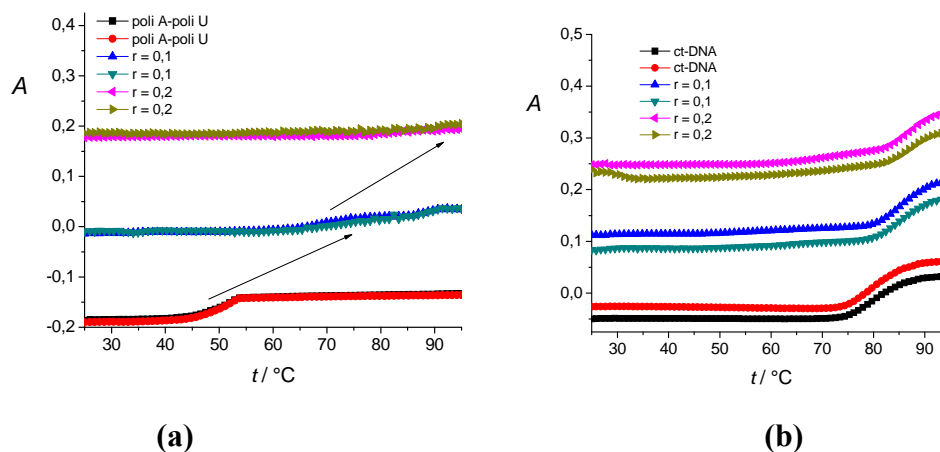 0,4
0,3
0,2
0,1
0,0
-0,1
-0,2
A
poli A-poli U
poli A-poli U
r = 0,1
r = 0,1
r = 0,2
r = 0,2
30 40 50 60 70 80 90
t / °C
(a)
0,5
0,4
0,3
0,2
0,1
0,0
A
ct-DNA
ct-DNA
r = 0,1
r = 0,1
r = 0,2
r = 0,2
30 40 50 60 70 80 90
t / °C
(b)